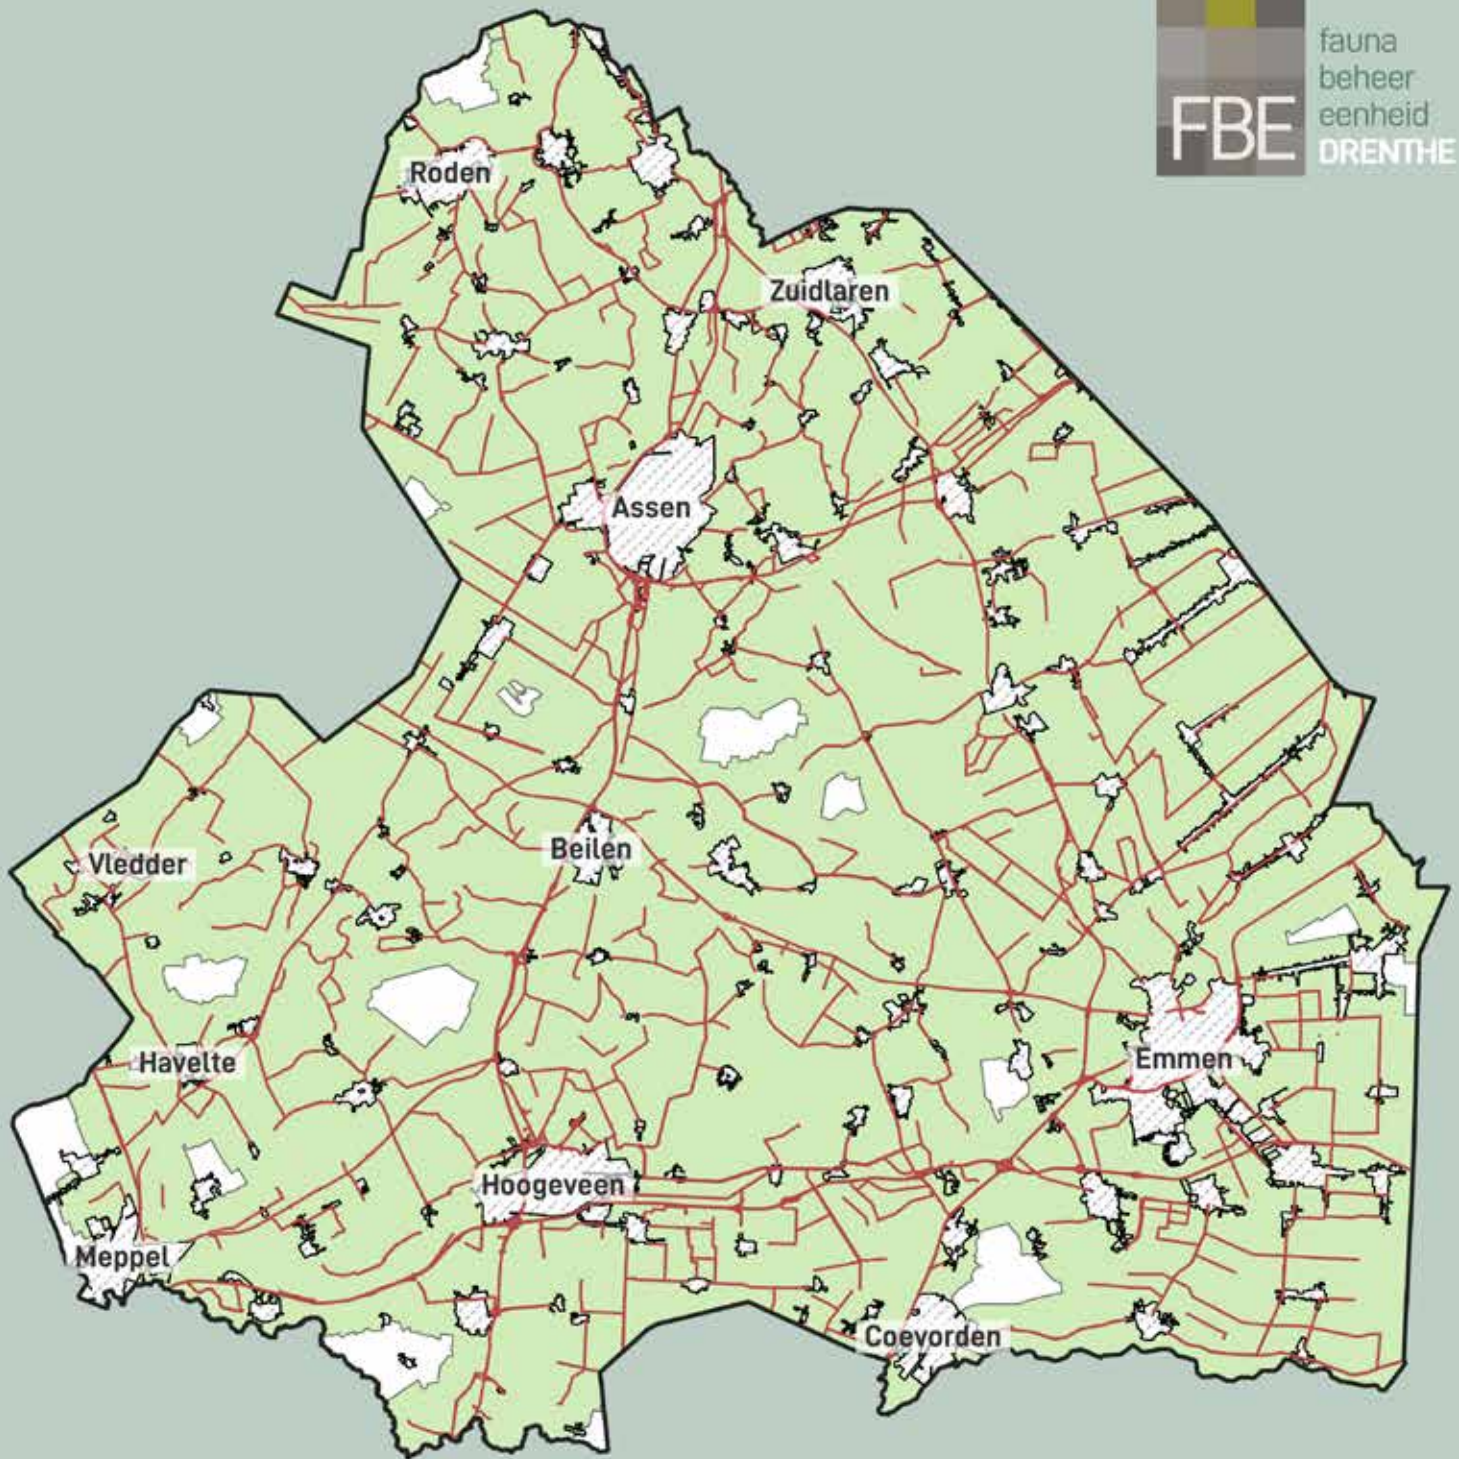 fauna
beheer
eenheid
FBE DRENTHE
Roden
Zuidlaren
Assen
Beilen
Vledder
Havelte
Emmen
Hoogeveen
Meppel
Coevorden